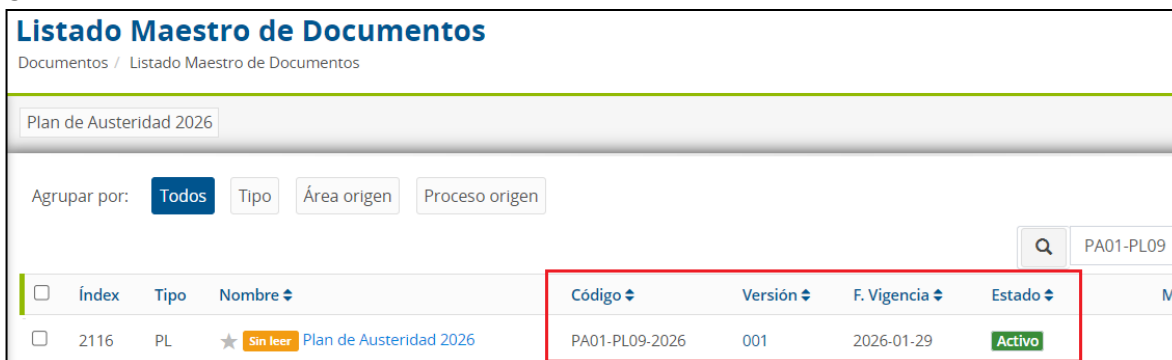 Listado Maestro de Documentos
Documentos / Listado Maestro de Documentos
Plan de Austeridad 2026
Agrupar por: Todos Tipo Área origen Proceso origen
PA01-PL09
Índex Tipo Nombre Código Versión F. Vigencia Estado
2116 PL Sin leer Plan de Austeridad 2026 PA01-PL09-2026 001 2026-01-29 Activo